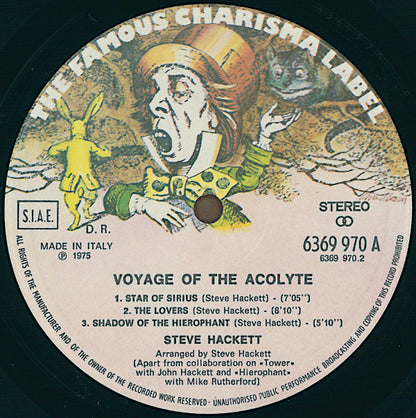 THE FAMOUS CHARISMA LABEL
S.I.A.E.
D. R.
STEREO
MADE IN ITALY
℗ 1975
6369 970 A
6369 970.2
VOYAGE OF THE ACOLYTE
1. STAR OF SIRIUS (Steve Hackett) - (7'05'')
2. THE LOVERS (Steve Hackett) - (8'10'')
3. SHADOW OF THE HIEROPHANT (Steve Hackett) - (5'10'')
STEVE HACKETT
Arranged by Steve Hackett
(Apart from collaboration on «Tower»
with John Hackett and «Hierophant»
with Mike Rutherford)
ALL RIGHTS OF THE MANUFACTURER AND OF THE OWNER OF THE RECORDED WORK RESERVED - UNAUTHORISED PUBLIC PERFORMANCE BROADCASTING AND COPYING OF THIS RECORD PROHIBITED